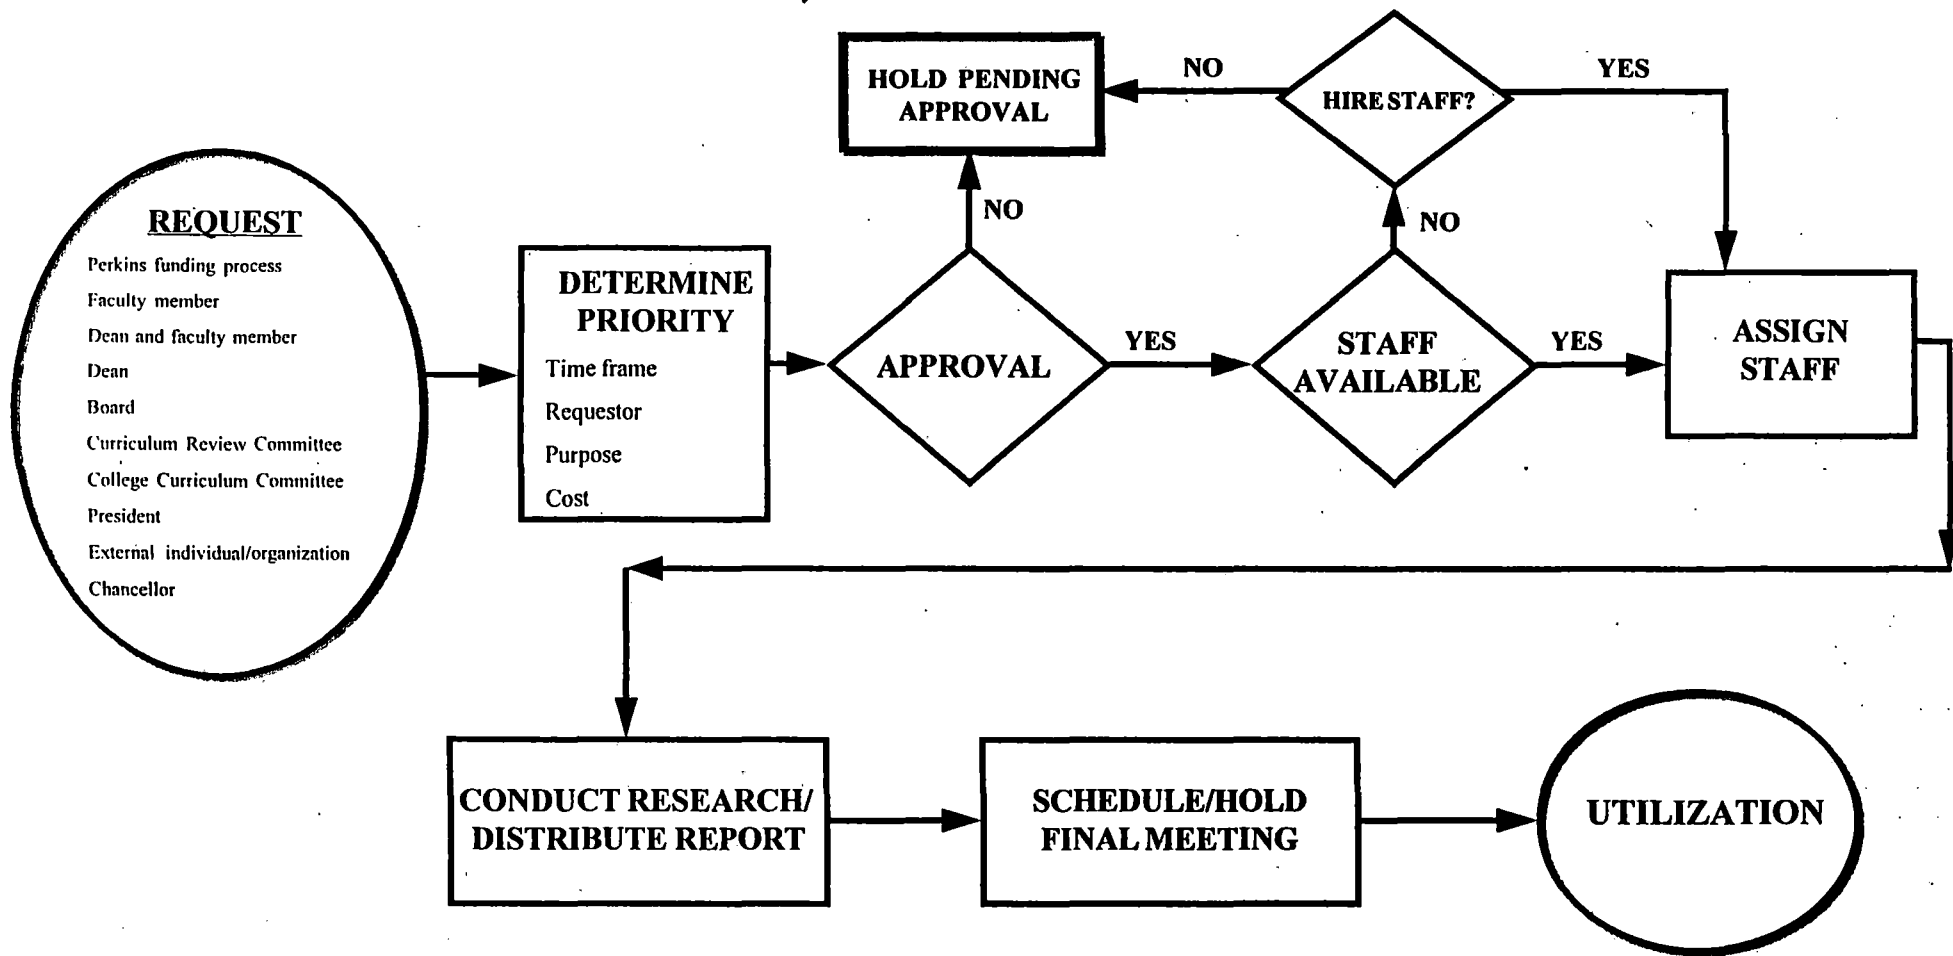 REQUEST
Perkins funding process
Faculty member
Dean and faculty member
Dean
Board
Curriculum Review Committee
College Curriculum Committee
President
External individual/organization
Chancellor
DETERMINE
PRIORITY
Time frame
Requestor
Purpose
Cost
APPROVAL
NO
HOLD PENDING
APPROVAL
YES
STAFF
AVAILABLE
NO
HIRE STAFF?
NO
YES
YES
ASSIGN
STAFF
CONDUCT RESEARCH/
DISTRIBUTE REPORT
SCHEDULE/HOLD
FINAL MEETING
UTILIZATION